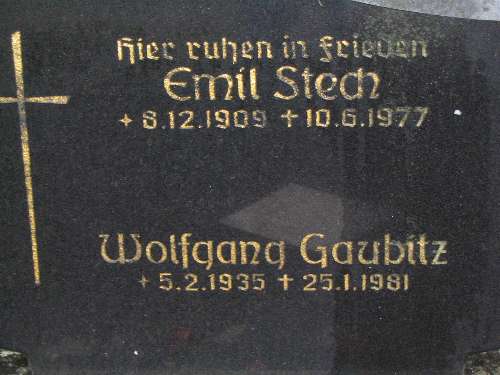 Hier ruhen in Frieden
Emil Stech
* 8.12.1909 † 10.6.1977
Wolfgang Gaubitz
* 5.2.1935 † 25.1.1981